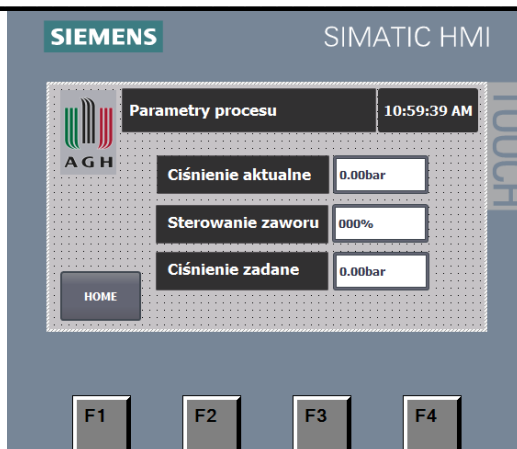 SIEMENS SIMATIC HMI
TOUCH
Parametry procesu 10:59:39 AM
AGH
Ciśnienie aktualne 0.00bar
Sterowanie zaworu 000%
Ciśnienie zadane 0.00bar
HOME
F1 F2 F3 F4